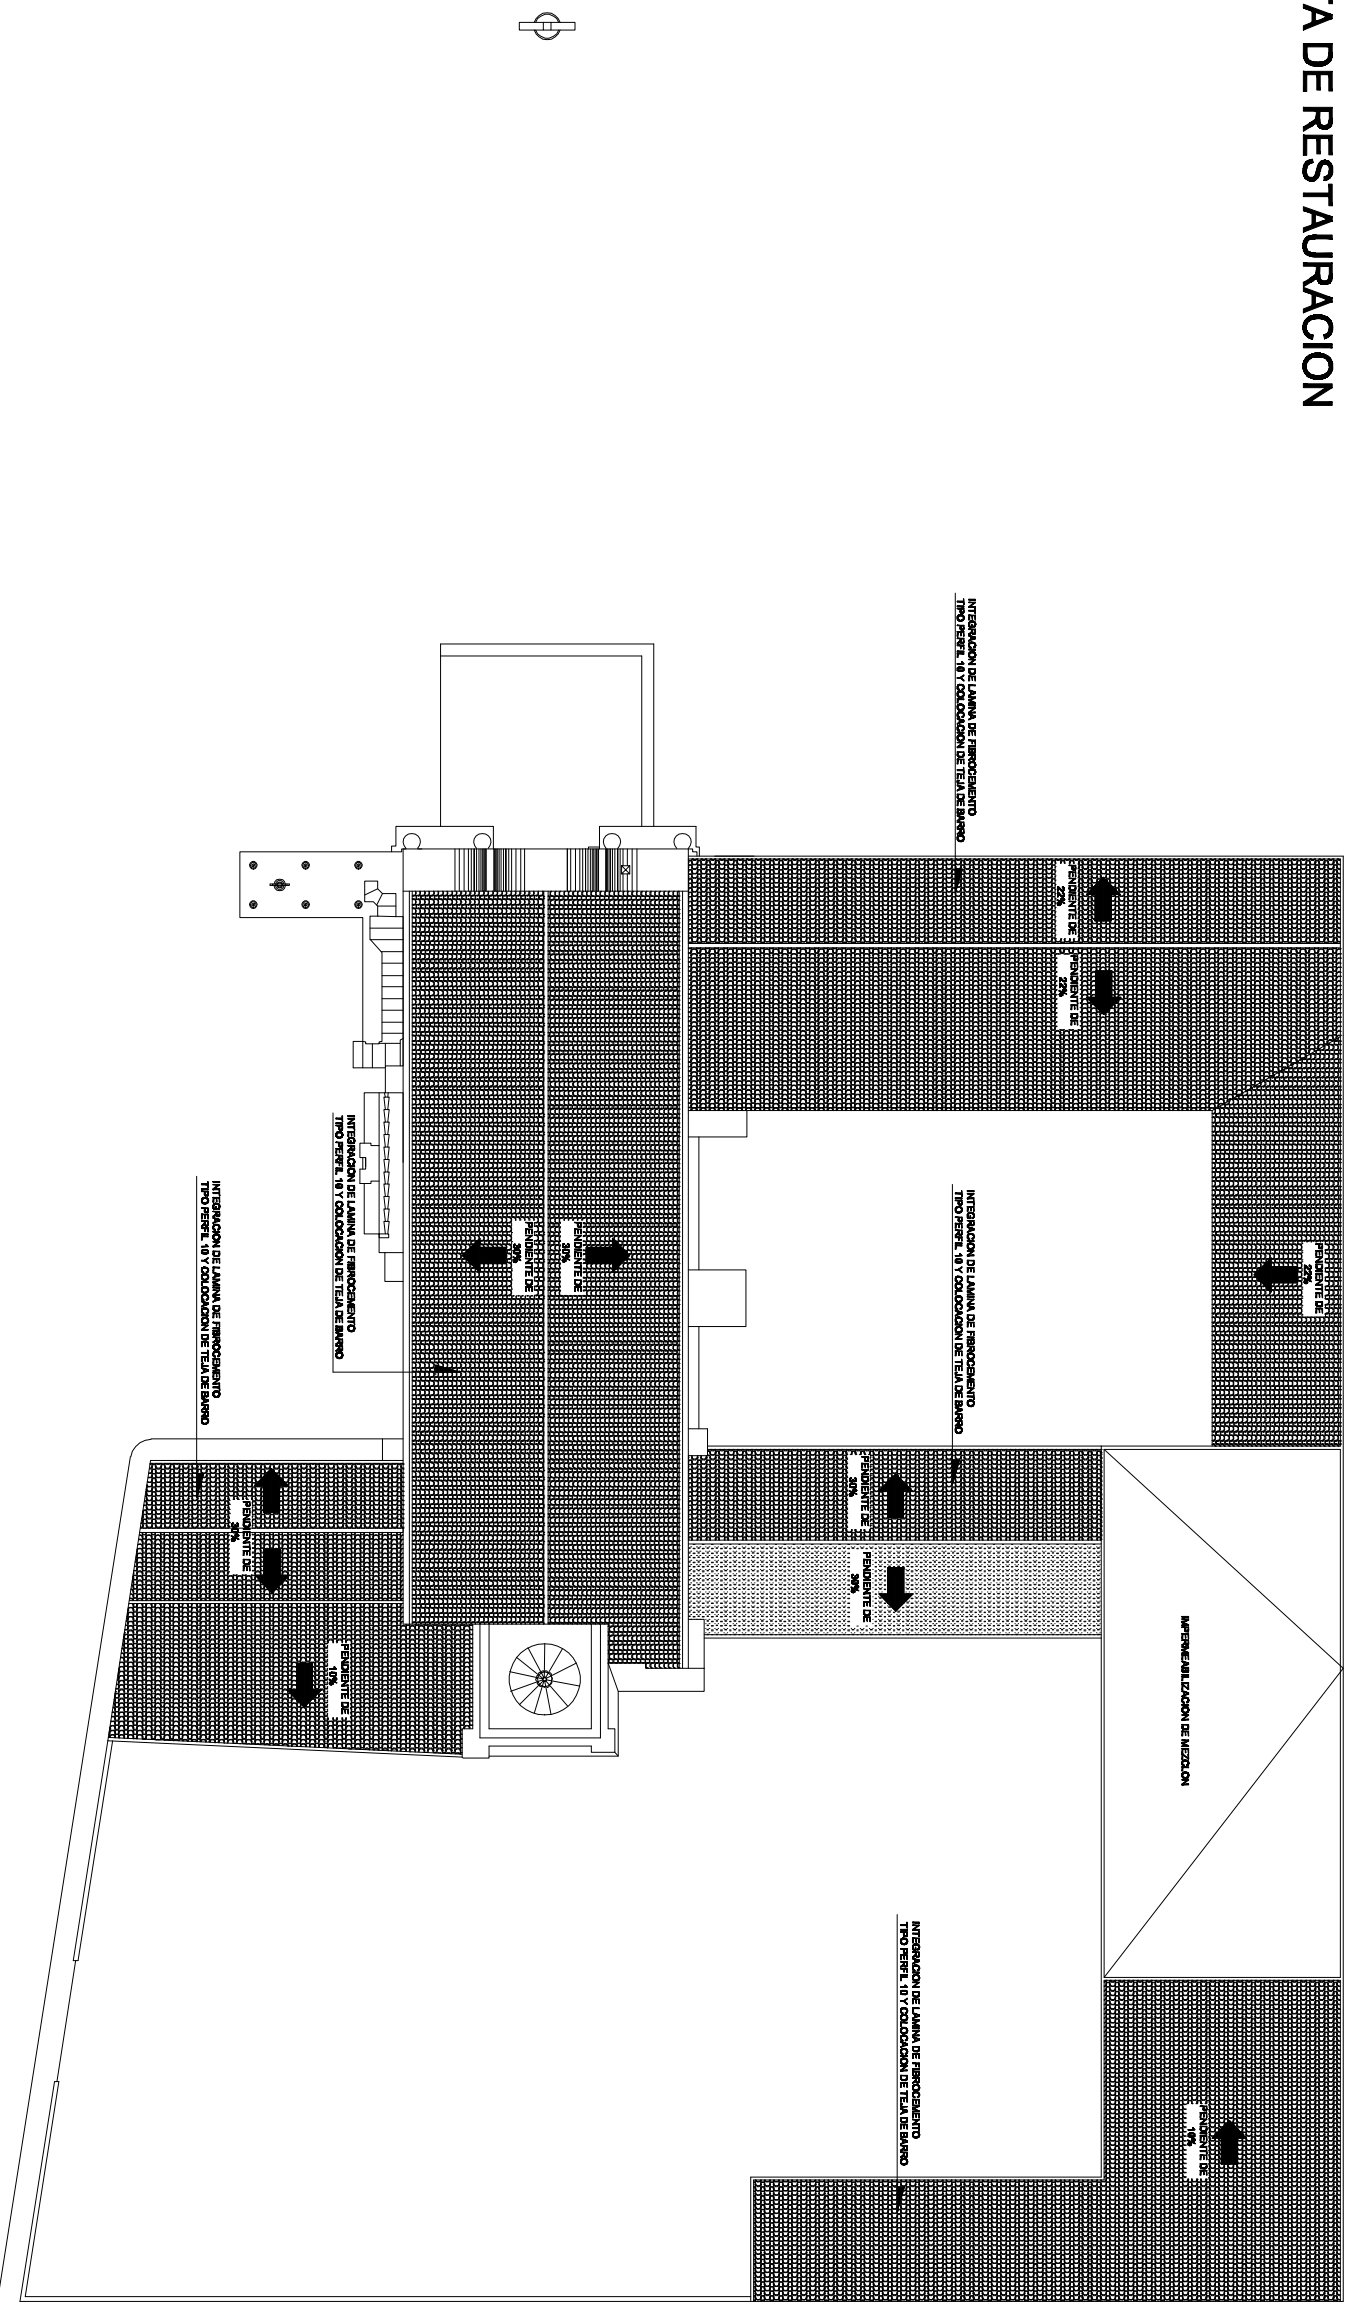 TA DE RESTAURACION
INTEGRACION DE LAMINA DE FIBROCEMENTO
TIPO PERFIL 10 Y COLOCACION DE TEJA DE BARRO
PENDIENTE DE
22%
PENDIENTE DE
22%
PENDIENTE DE
22%
INTEGRACION DE LAMINA DE FIBROCEMENTO
TIPO PERFIL 10 Y COLOCACION DE TEJA DE BARRO
PENDIENTE DE
30%
PENDIENTE DE
30%
IMPERMEABILIZACION DE MEZCLON
PENDIENTE DE
10%
INTEGRACION DE LAMINA DE FIBROCEMENTO
TIPO PERFIL 10 Y COLOCACION DE TEJA DE BARRO
PENDIENTE DE
30%
PENDIENTE DE
30%
INTEGRACION DE LAMINA DE FIBROCEMENTO
TIPO PERFIL 10 Y COLOCACION DE TEJA DE BARRO
PENDIENTE DE
10%
PENDIENTE DE
30%
INTEGRACION DE LAMINA DE FIBROCEMENTO
TIPO PERFIL 10 Y COLOCACION DE TEJA DE BARRO